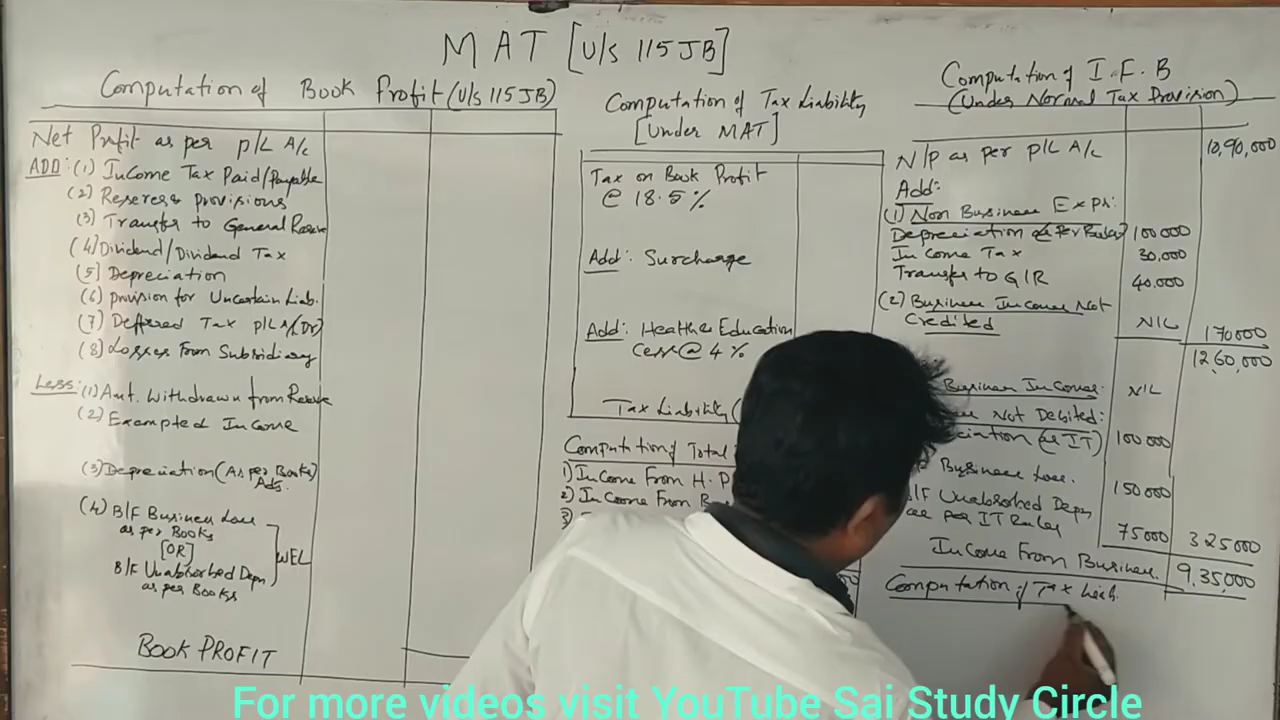 MAT [U/s 115JB]
Computation of Book Profit (U/s 115JB)
Net Profit as per P/L A/c
ADD: (1) Income Tax Paid/Payable
(2) Reseress Provisions
(3) Transfer to General Reserve
(4) Dividend/Dividend Tax
(5) Depreciation
(6) Provision for Uncertain Liab.
(7) Deffered Tax P/L A/c (Dr)
(8) Losses From Subsidiary
Less: (1) Amt. Withdrawn from Reserve
(2) Exempted Income
(3) Depreciation (As per Books)
Adj.
(4) B/F Business Loss
as per Books
[OR]
WEL
B/F Unabsorbed Depn
as per Books
BOOK PROFIT
Computation of Tax Liability
[Under MAT]
Tax on Book Profit
@ 18.5 %
Add: Surcharge
Add: Health & Education
Cess @ 4 %
Tax Liability (
Computation of Total
1) Income From H.P
2) Income From B
3)
Computation of I.F.B
(Under Normal Tax Provision)
N/P as per P/L A/c 10,90,000
Add:
(1) Non Business Exps:
Depreciation (As Per Books) 100000
Income Tax 30,000
Transfer to G/R 40,000
(2) Business Income Not
Credited NIL 170000
1260,000
Business Incomes: NIL
Not Debited:
ciation (as IT) 100000
Business Loss. 150000
B/F Unabsorbed Depn
as per IT Rules 75000 325000
Income From Business. 9,35,000
Computation of Tax Liab.
For more videos visit YouTube Sai Study Circle